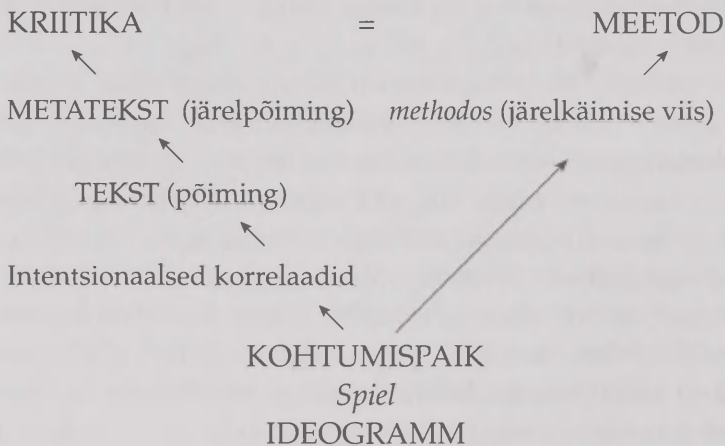 KRIITIKA = MEETOD
METATEKST (järelpõiming) methodos (järelkäimise viis)
TEKST (põiming)
Intentsionaalsed korrelaadid
KOHTUMISPAIK
Spiel
IDEOGRAMM